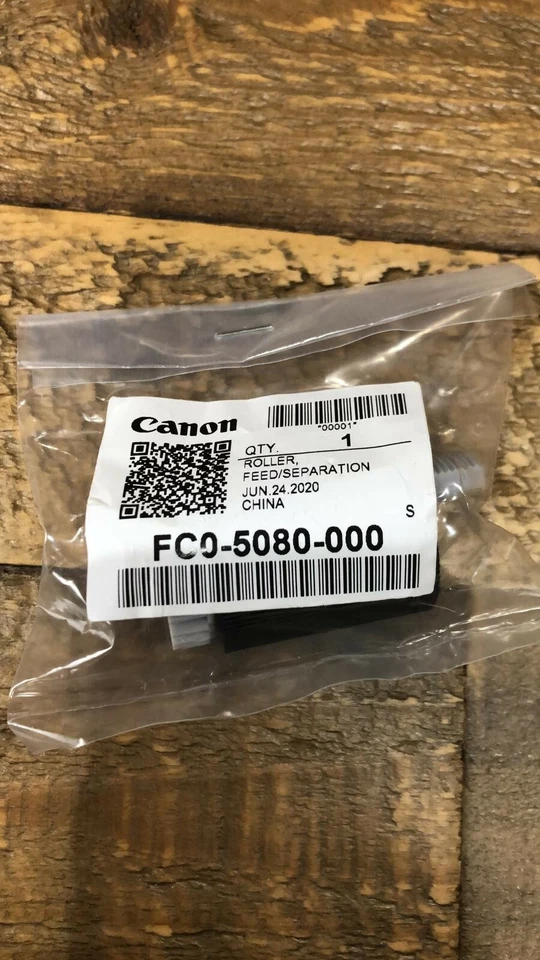 Canon
*00001*
QTY. 1
ROLLER,
FEED/SEPARATION
JUN.24.2020
CHINA
S
FC0-5080-000